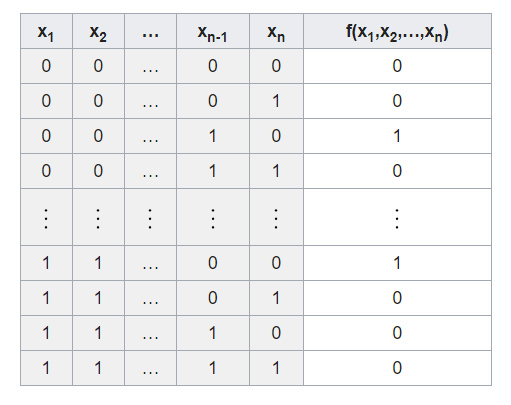 x₁ x₂ … xₙ₋₁ xₙ f(x₁,x₂,…,xₙ)
0 0 … 0 0 0
0 0 … 0 1 0
0 0 … 1 0 1
0 0 … 1 1 0
⋮ ⋮ ⋮ ⋮ ⋮ ⋮
1 1 … 0 0 1
1 1 … 0 1 0
1 1 … 1 0 0
1 1 … 1 1 0